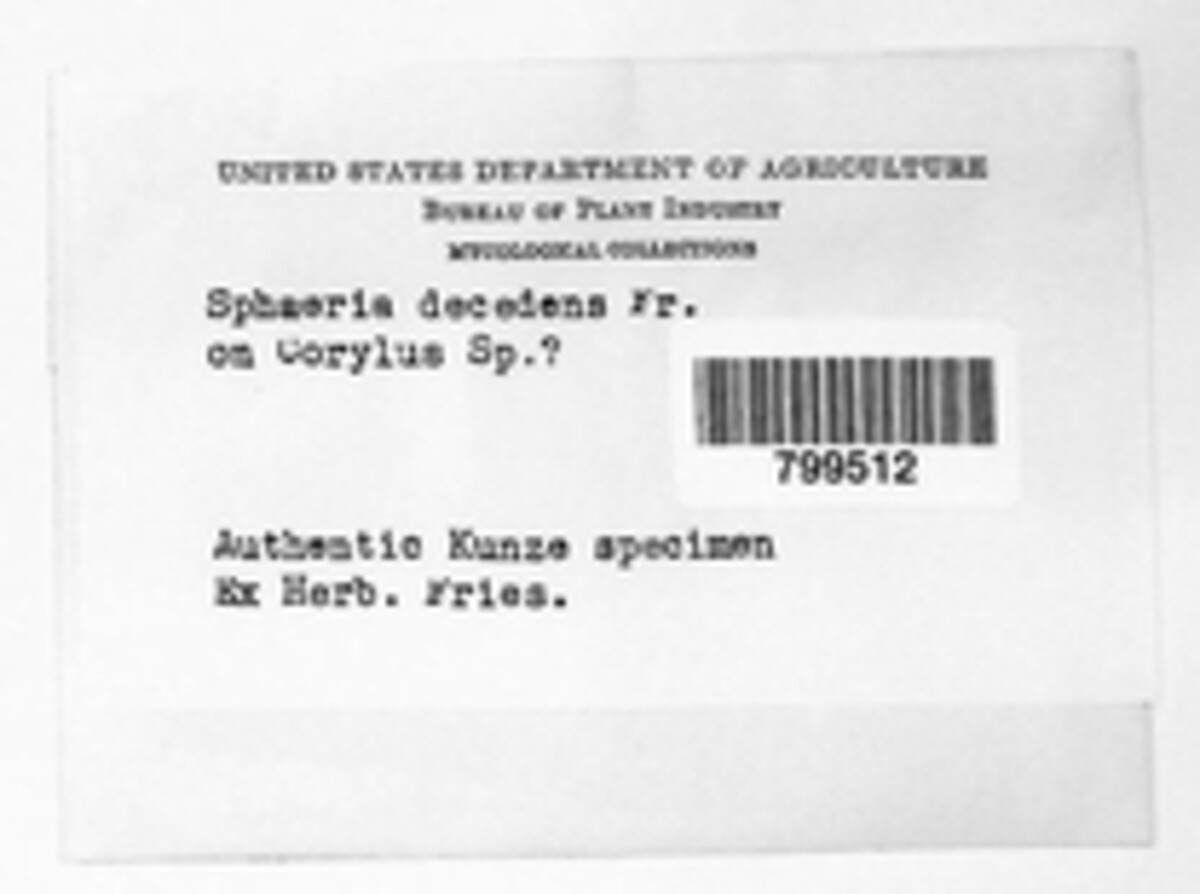 UNITED STATES DEPARTMENT OF AGRICULTURE
BUREAU OF PLANT INDUSTRY
MYCOLOGICAL COLLECTIONS
Sphaeria decedens Fr.
on Corylus Sp.?
799512
Authentic Kunze specimen
Ex Herb. Fries.